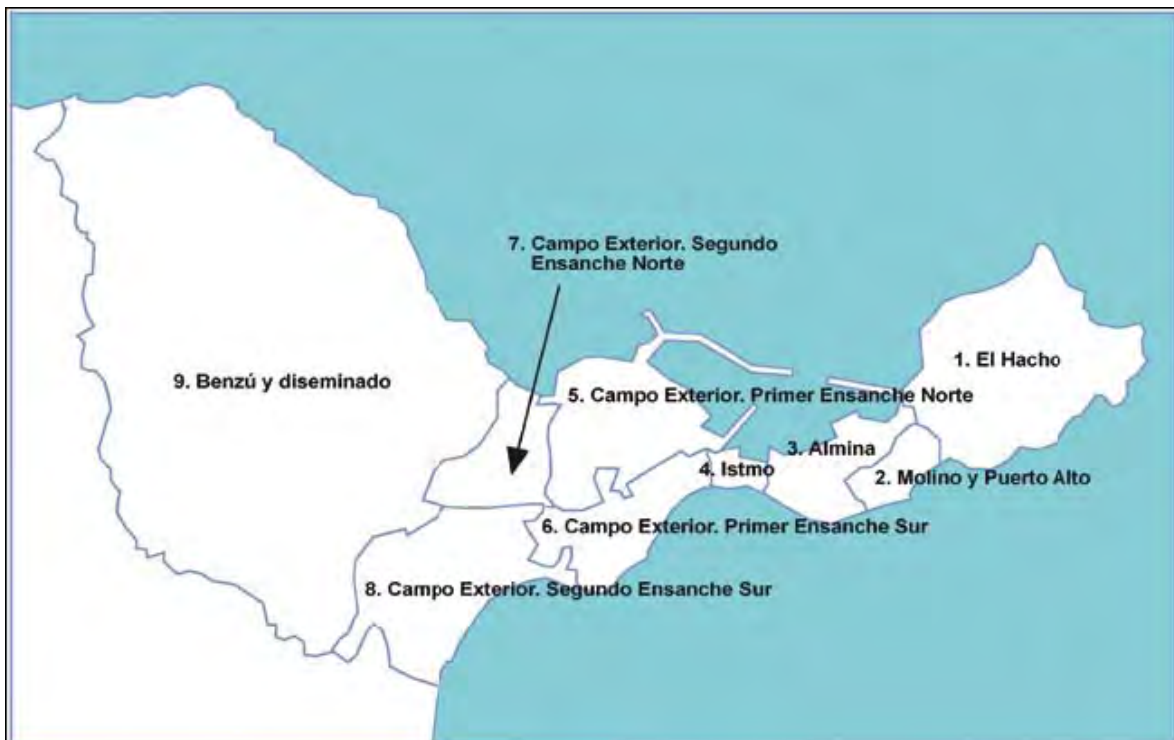 7. Campo Exterior. Segundo
Ensanche Norte
1. El Hacho
9. Benzú y diseminado
5. Campo Exterior. Primer Ensanche Norte
3. Almina
4. Istmo
2. Molino y Puerto Alto
6. Campo Exterior. Primer Ensanche Sur
8. Campo Exterior. Segundo Ensanche Sur